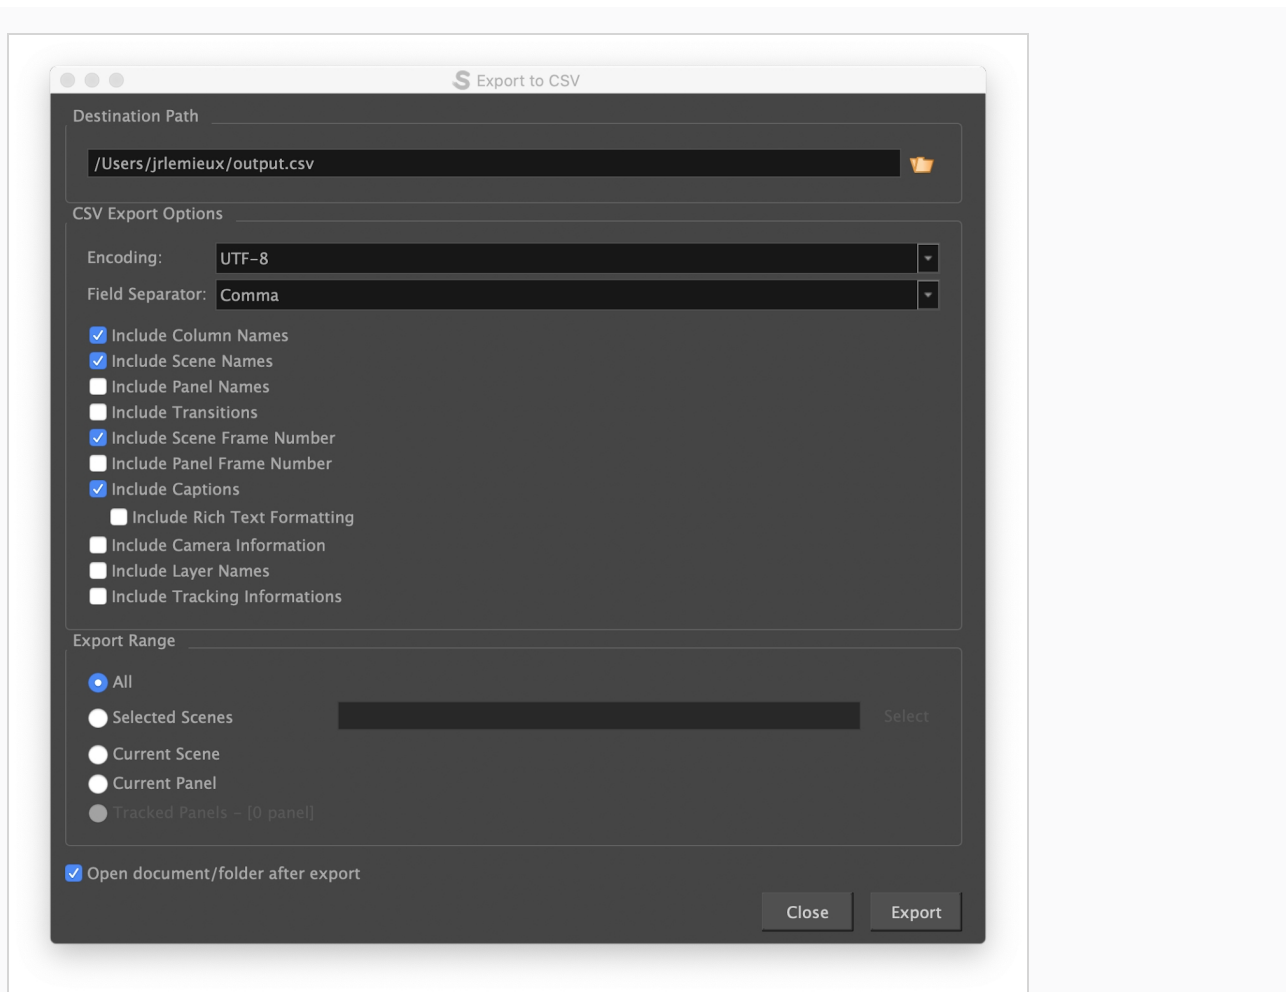 Export to CSV
Destination Path
/Users/jrlemieux/output.csv
CSV Export Options
Encoding: UTF-8
Field Separator: Comma
Include Column Names
Include Scene Names
Include Panel Names
Include Transitions
Include Scene Frame Number
Include Panel Frame Number
Include Captions
Include Rich Text Formatting
Include Camera Information
Include Layer Names
Include Tracking Informations
Export Range
All
Selected Scenes Select
Current Scene
Current Panel
Tracked Panels - [0 panel]
Open document/folder after export
Close Export